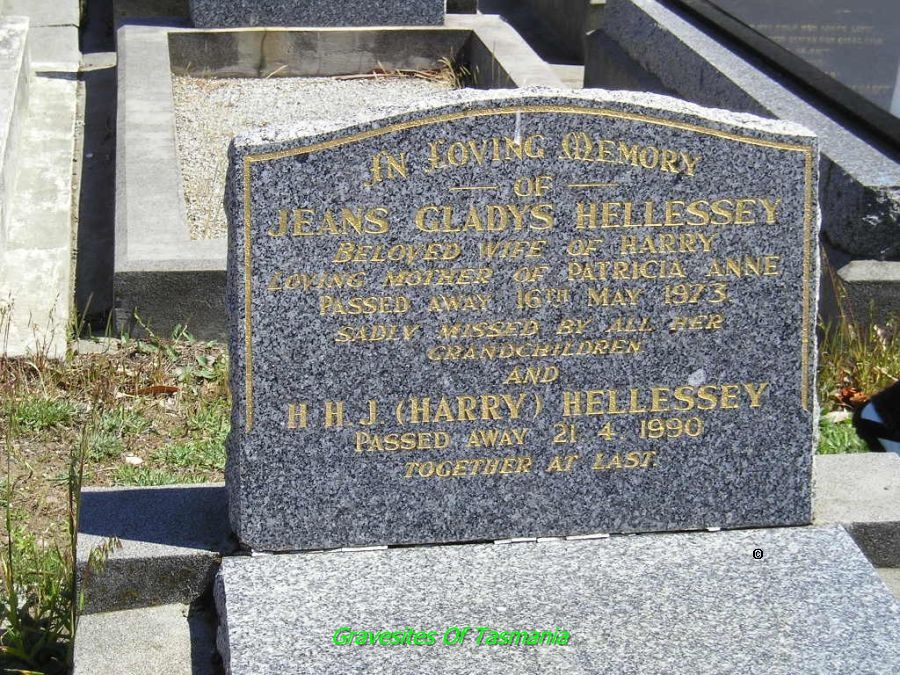 IN LOVING MEMORY
OF
JEANS GLADYS HELLESSEY
BELOVED WIFE OF HARRY
LOVING MOTHER OF PATRICIA ANNE
PASSED AWAY 16TH MAY 1973.
SADLY MISSED BY ALL HER
GRANDCHILDREN
AND
H H J (HARRY) HELLESSEY
PASSED AWAY 21 4. 1990
TOGETHER AT LAST.
©
Gravesites Of Tasmania